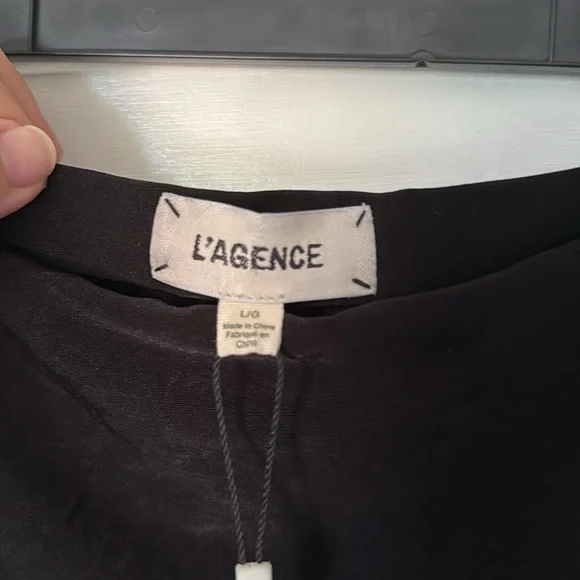 L'AGENCE
L/G
Made in China
Fabriqué en
Chine